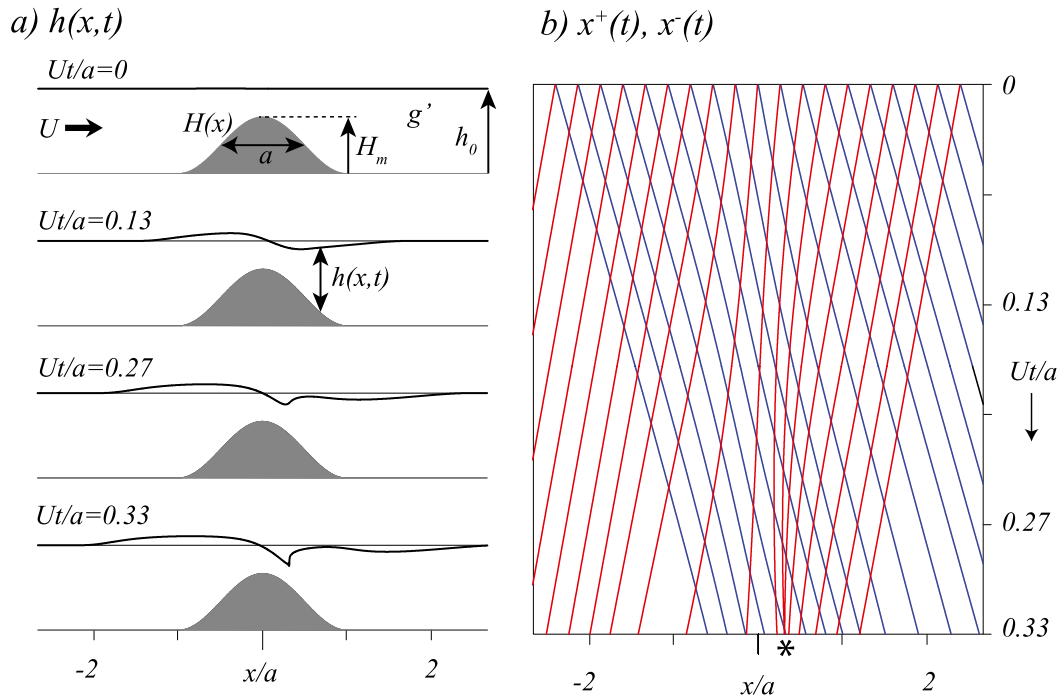 a) h(x,t)
Ut/a=0
U
H(x)
a
H_m
g’
h_0
Ut/a=0.13
h(x,t)
Ut/a=0.27
Ut/a=0.33
-2
x/a
2
b) x^+(t), x^-(t)
0
0.13
Ut/a
0.27
0.33
-2
x/a
*
2